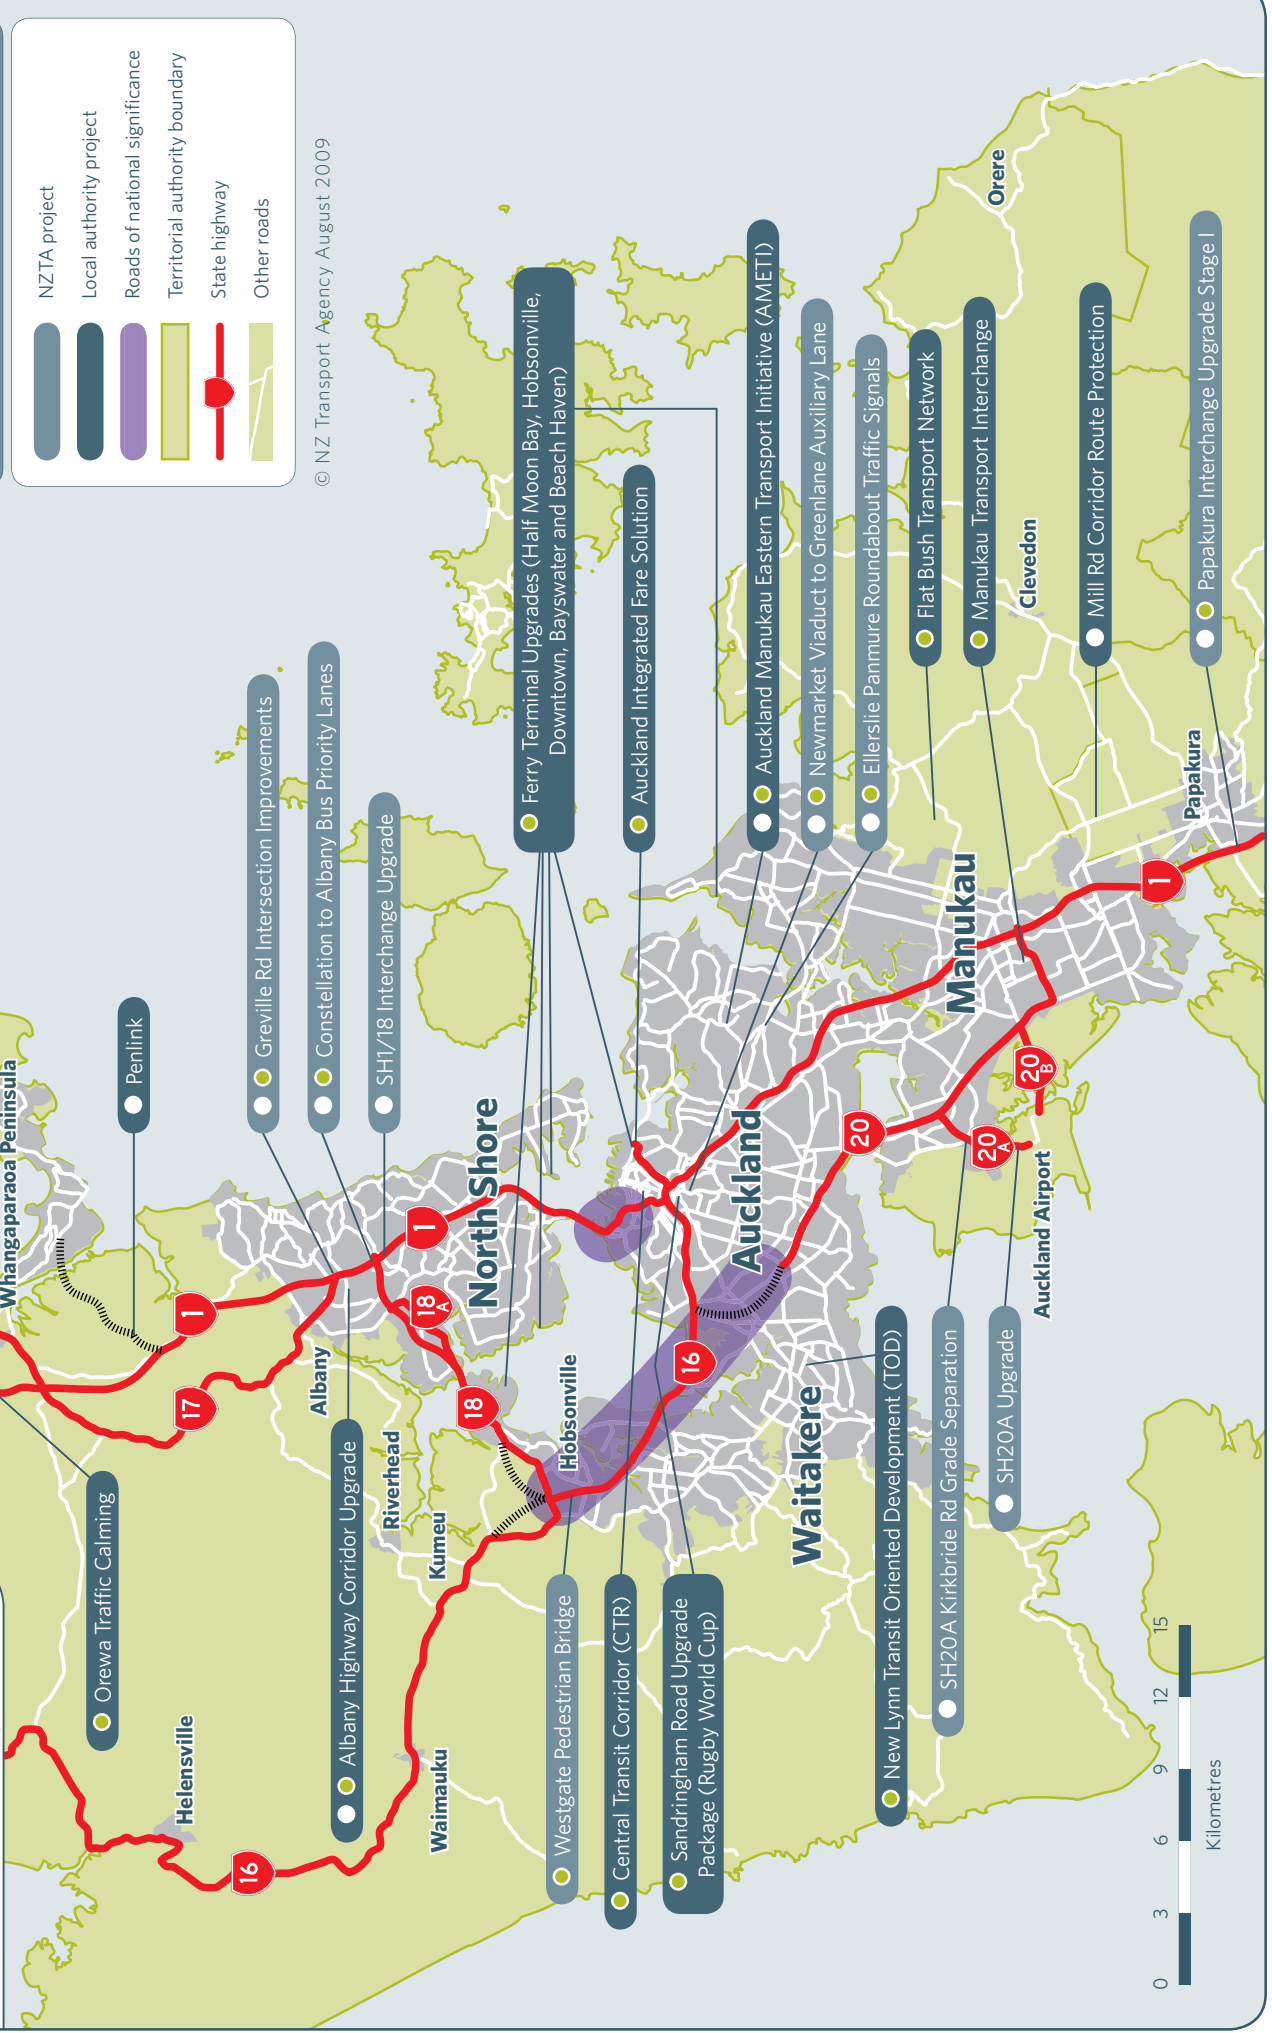 NZTA project
Local authority project
Roads of national significance
Territorial authority boundary
State highway
Other roads
© NZ Transport Agency August 2009
Whangaparaoa Peninsula
Penlink
Orewa Traffic Calming
Helensville
1
17
16
Greville Rd Intersection Improvements
Constellation to Albany Bus Priority Lanes
SH1/18 Interchange Upgrade
Albany
Albany Highway Corridor Upgrade
Riverhead
Kumeu
Waimauku
1
18A
18
North Shore
Hobsonville
Ferry Terminal Upgrades (Half Moon Bay, Hobsonville,
Downtown, Bayswater and Beach Haven)
Auckland Integrated Fare Solution
Westgate Pedestrian Bridge
Central Transit Corridor (CTR)
Sandringham Road Upgrade
Package (Rugby World Cup)
16
Auckland
Waitakere
Auckland Manukau Eastern Transport Initiative (AMETI)
Newmarket Viaduct to Greenlane Auxiliary Lane
Ellerslie Panmure Roundabout Traffic Signals
Flat Bush Transport Network
Manukau Transport Interchange
Orere
Clevedon
Manukau
20
20A
20B
Auckland Airport
New Lynn Transit Oriented Development (TOD)
SH20A Kirkbride Rd Grade Separation
SH20A Upgrade
Mill Rd Corridor Route Protection
Papakura Interchange Upgrade Stage I
Papakura
1
0 3 6 9 12 15
Kilometres